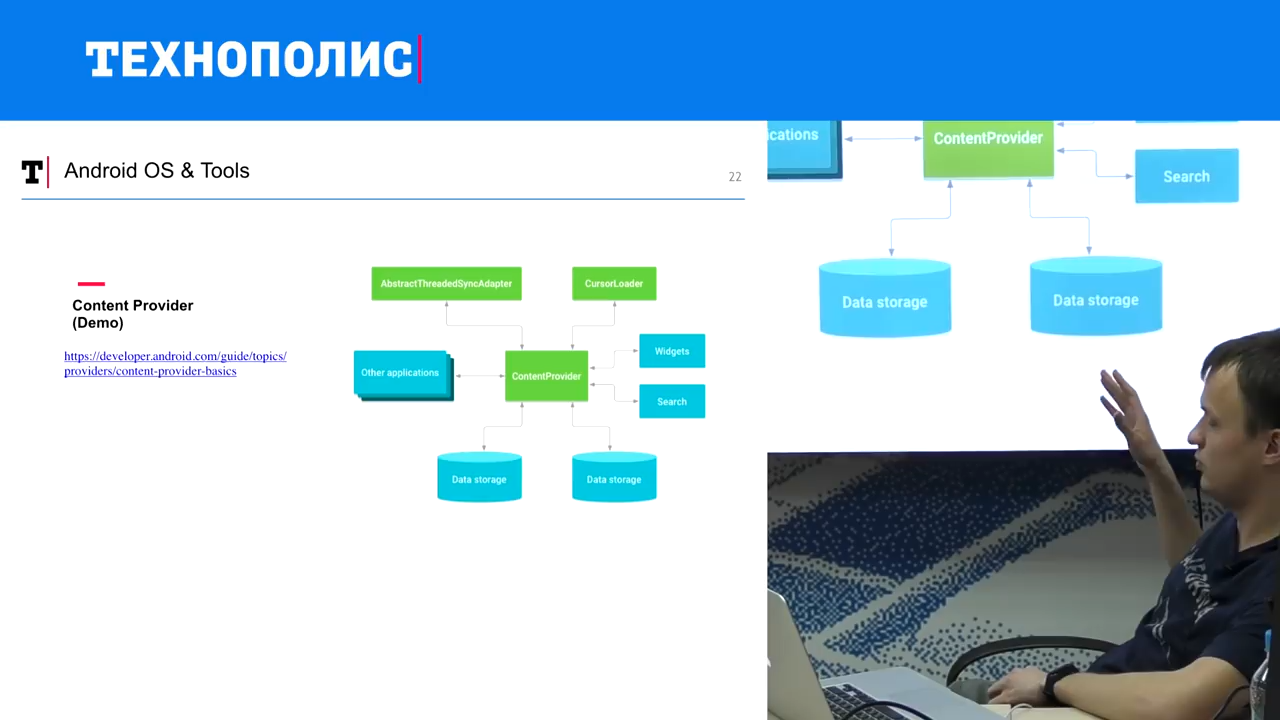 ТЕХНОПОЛИС
T Android OS & Tools
22
Content Provider
(Demo)
https://developer.android.com/guide/topics/
providers/content-provider-basics
AbstractThreadedSyncAdapter
CursorLoader
Widgets
Other applications
ContentProvider
Search
Data storage
Data storage
ications
ContentProvider
Search
Data storage
Data storage